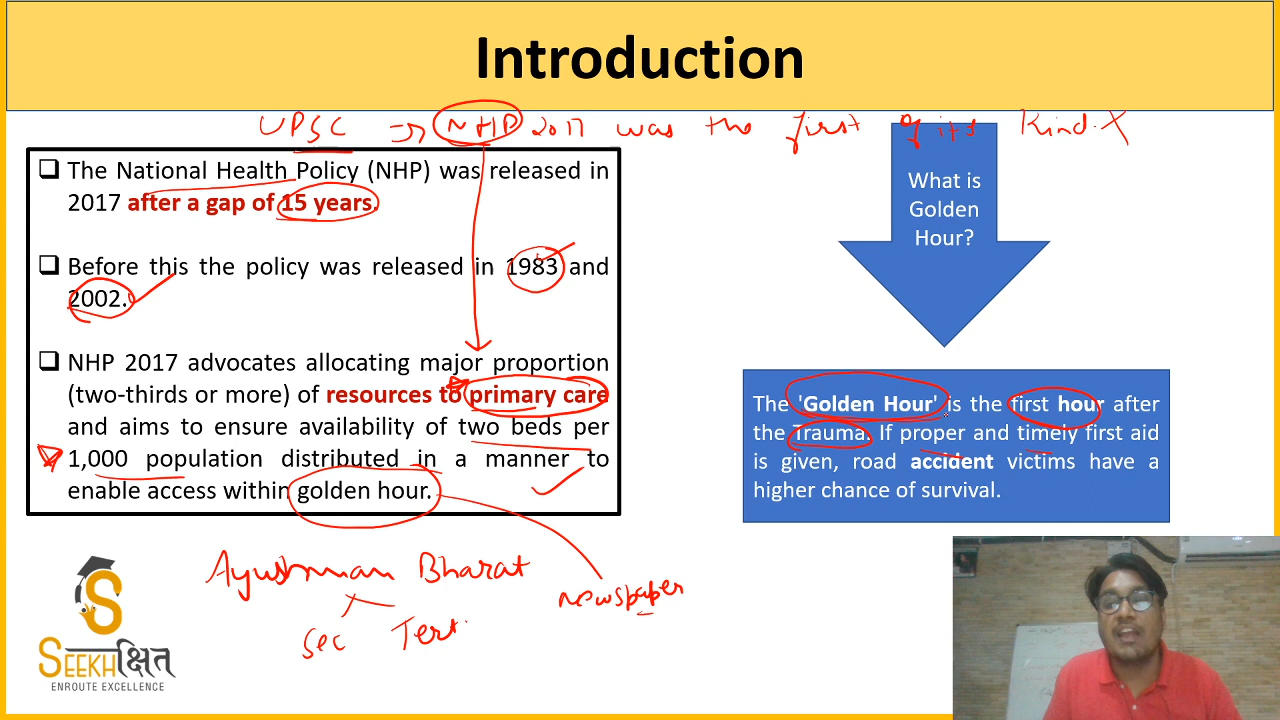 Introduction
UPSC → NHP 2017 was the first of its Kind. X
❑ The National Health Policy (NHP) was released in
2017 after a gap of 15 years.
❑ Before this the policy was released in 1983 and
2002.
❑ NHP 2017 advocates allocating major proportion
(two-thirds or more) of resources to primary care
and aims to ensure availability of two beds per
1,000 population distributed in a manner to
enable access within golden hour.
What is
Golden
Hour?
The 'Golden Hour' is the first hour after
the Trauma. If proper and timely first aid
is given, road accident victims have a
higher chance of survival.
Ayushman Bharat
Sec Tert.
newspaper
S
SEEKHक्षित
ENROUTE EXCELLENCE